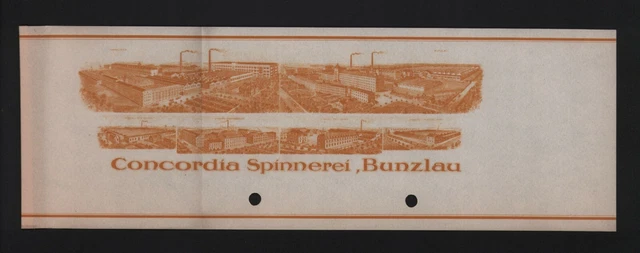 Concordia Spinnerei, Bunzlau